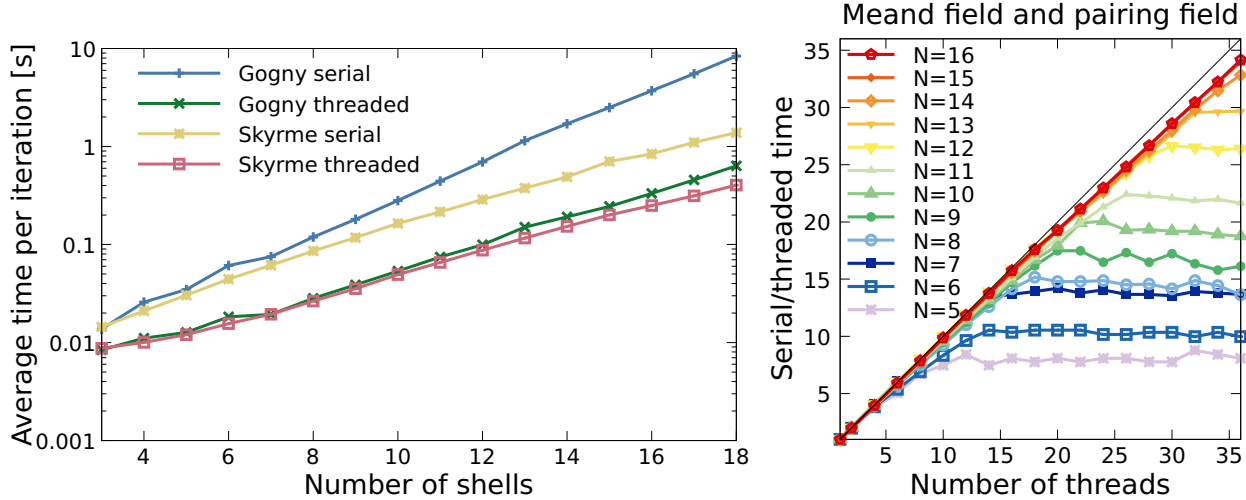 Average time per iteration [s]
10
1
0.1
0.01
0.001
Gogny serial
Gogny threaded
Skyrme serial
Skyrme threaded
4 6 8 10 12 14 16 18
Number of shells
Meand field and pairing field
Serial/threaded time
35
30
25
20
15
10
5
N=16
N=15
N=14
N=13
N=12
N=11
N=10
N=9
N=8
N=7
N=6
N=5
5 10 15 20 25 30 35
Number of threads